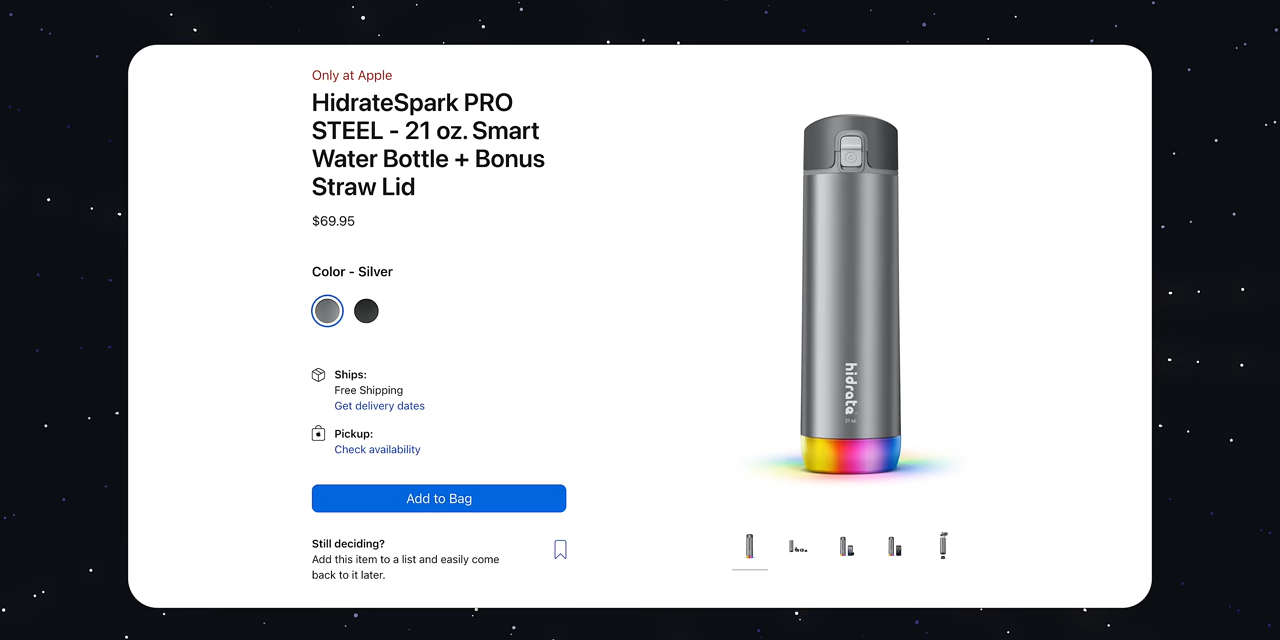 Only at Apple
HidrateSpark PRO
STEEL - 21 oz. Smart
Water Bottle + Bonus
Straw Lid
$69.95
Color - Silver
Ships:
Free Shipping
Get delivery dates
Pickup:
Check availability
Add to Bag
Still deciding?
Add this item to a list and easily come
back to it later.
hidrate
21 oz